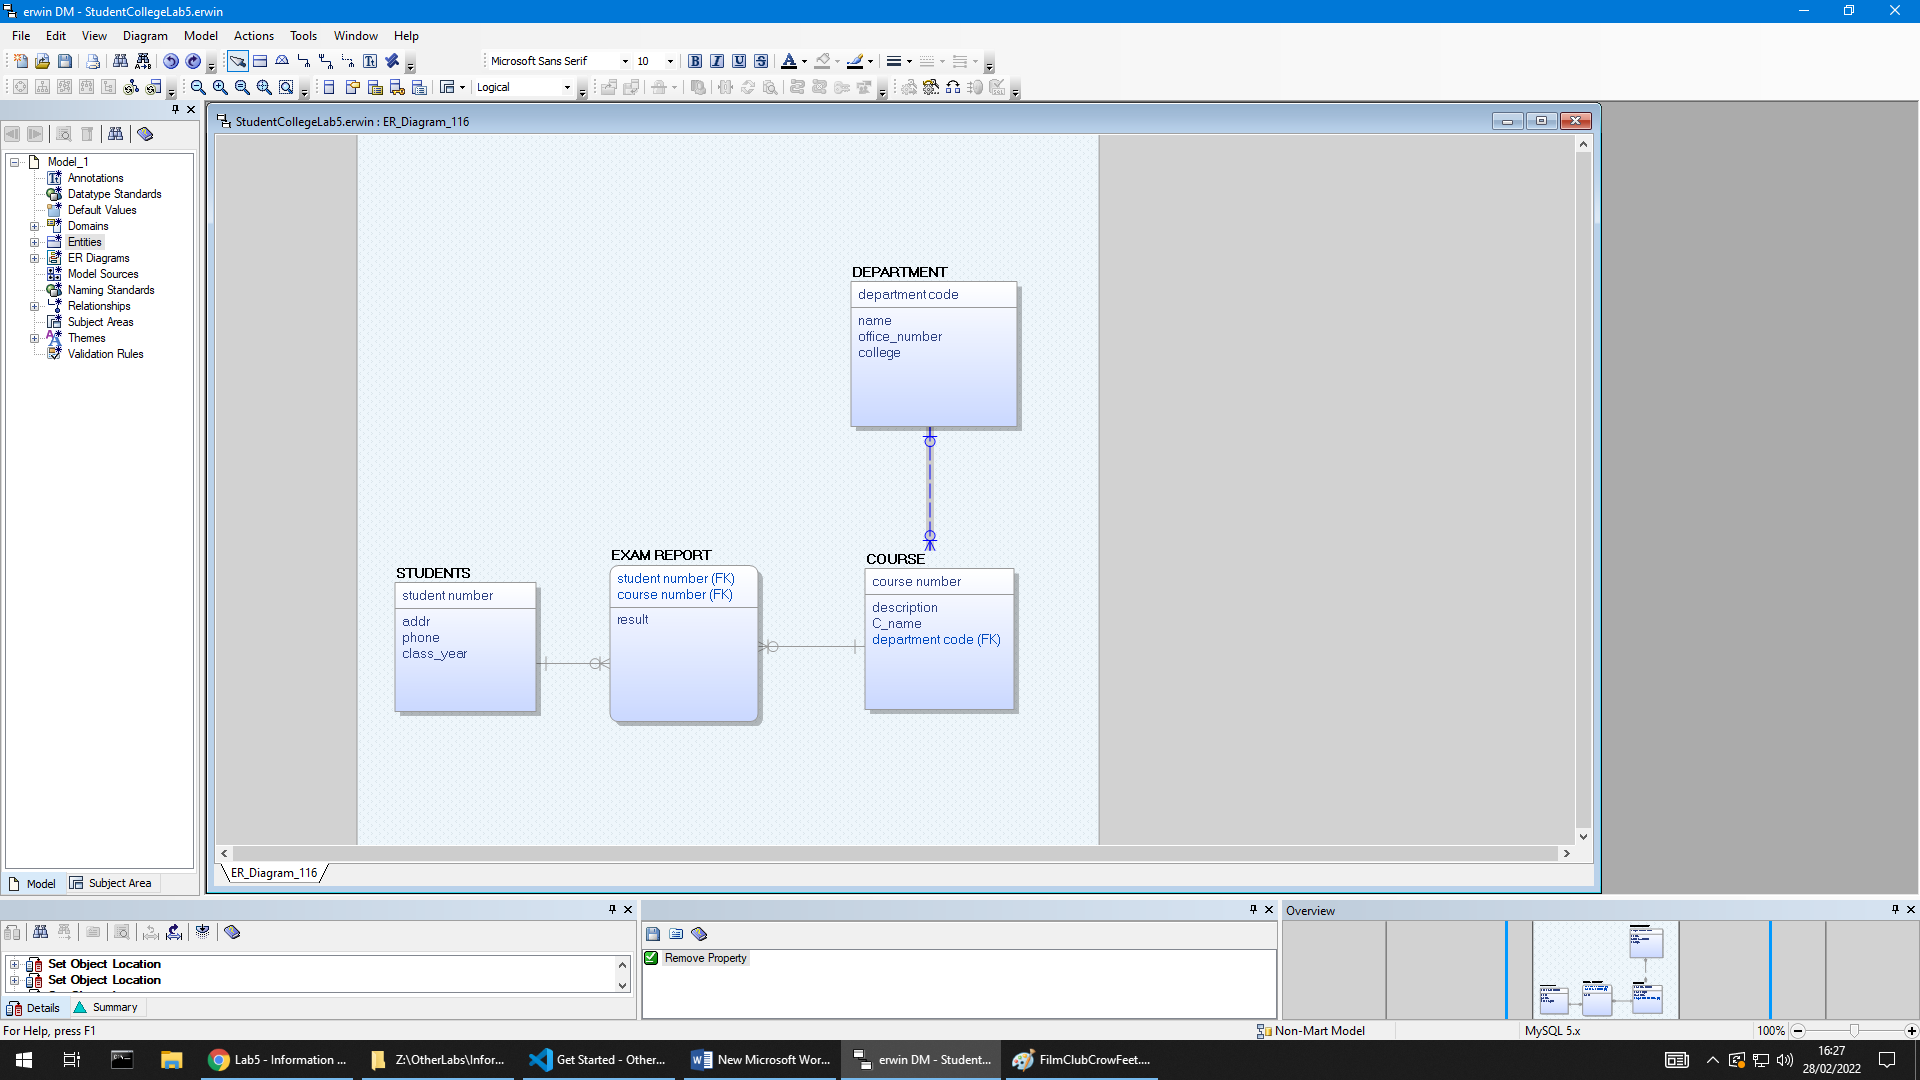 erwin DM - StudentCollegeLab5.erwin
File Edit View Diagram Model Actions Tools Window Help
Microsoft Sans Serif 10
Logical
StudentCollegeLab5.erwin : ER_Diagram_116
Model_1
Annotations
Datatype Standards
Default Values
Domains
Entities
ER Diagrams
Model Sources
Naming Standards
Relationships
Subject Areas
Themes
Validation Rules
DEPARTMENT
department code
name
office_number
college
STUDENTS
student number
addr
phone
class_year
EXAM REPORT
student number (FK)
course number (FK)
result
COURSE
course number
description
C_name
department code (FK)
ER_Diagram_116
Model Subject Area
Set Object Location
Set Object Location
Details Summary
Remove Property
Overview
For Help, press F1
Non-Mart Model
MySQL 5.x
100%
Lab5 - Information ...
Z:\OtherLabs\Infor...
Get Started - Other...
New Microsoft Wor...
erwin DM - Student...
FilmClubCrowFeet....
16:27
28/02/2022